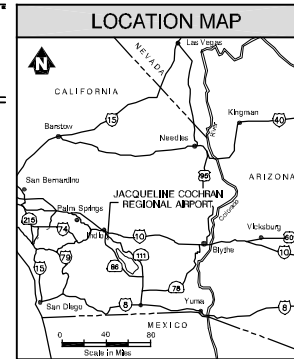 LOCATION MAP
Las Vegas
N
NEVADA
CALIFORNIA
15
Kingman
40
Barstow
Needles
River
95
ARIZONA
San Bernardino
JACQUELINE COCHRAN
REGIONAL AIRPORT
Colorado
Palm Springs
215
74
Indio
10
Vicksburg
60
10
Blythe
111
79
86
15
78
San Diego
8
Yuma
8
MEXICO
0 40 80
Scale in Miles